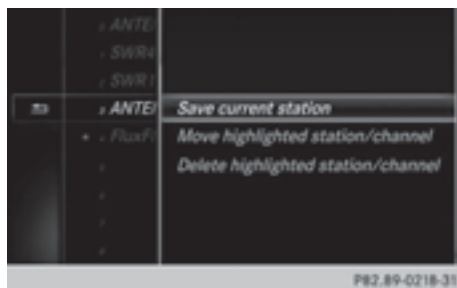 ANTE
SWR4
SWR1
ANTE
Save current station
FluxF
Move highlighted station/channel
Delete highlighted station/channel
P82.89-0218-31